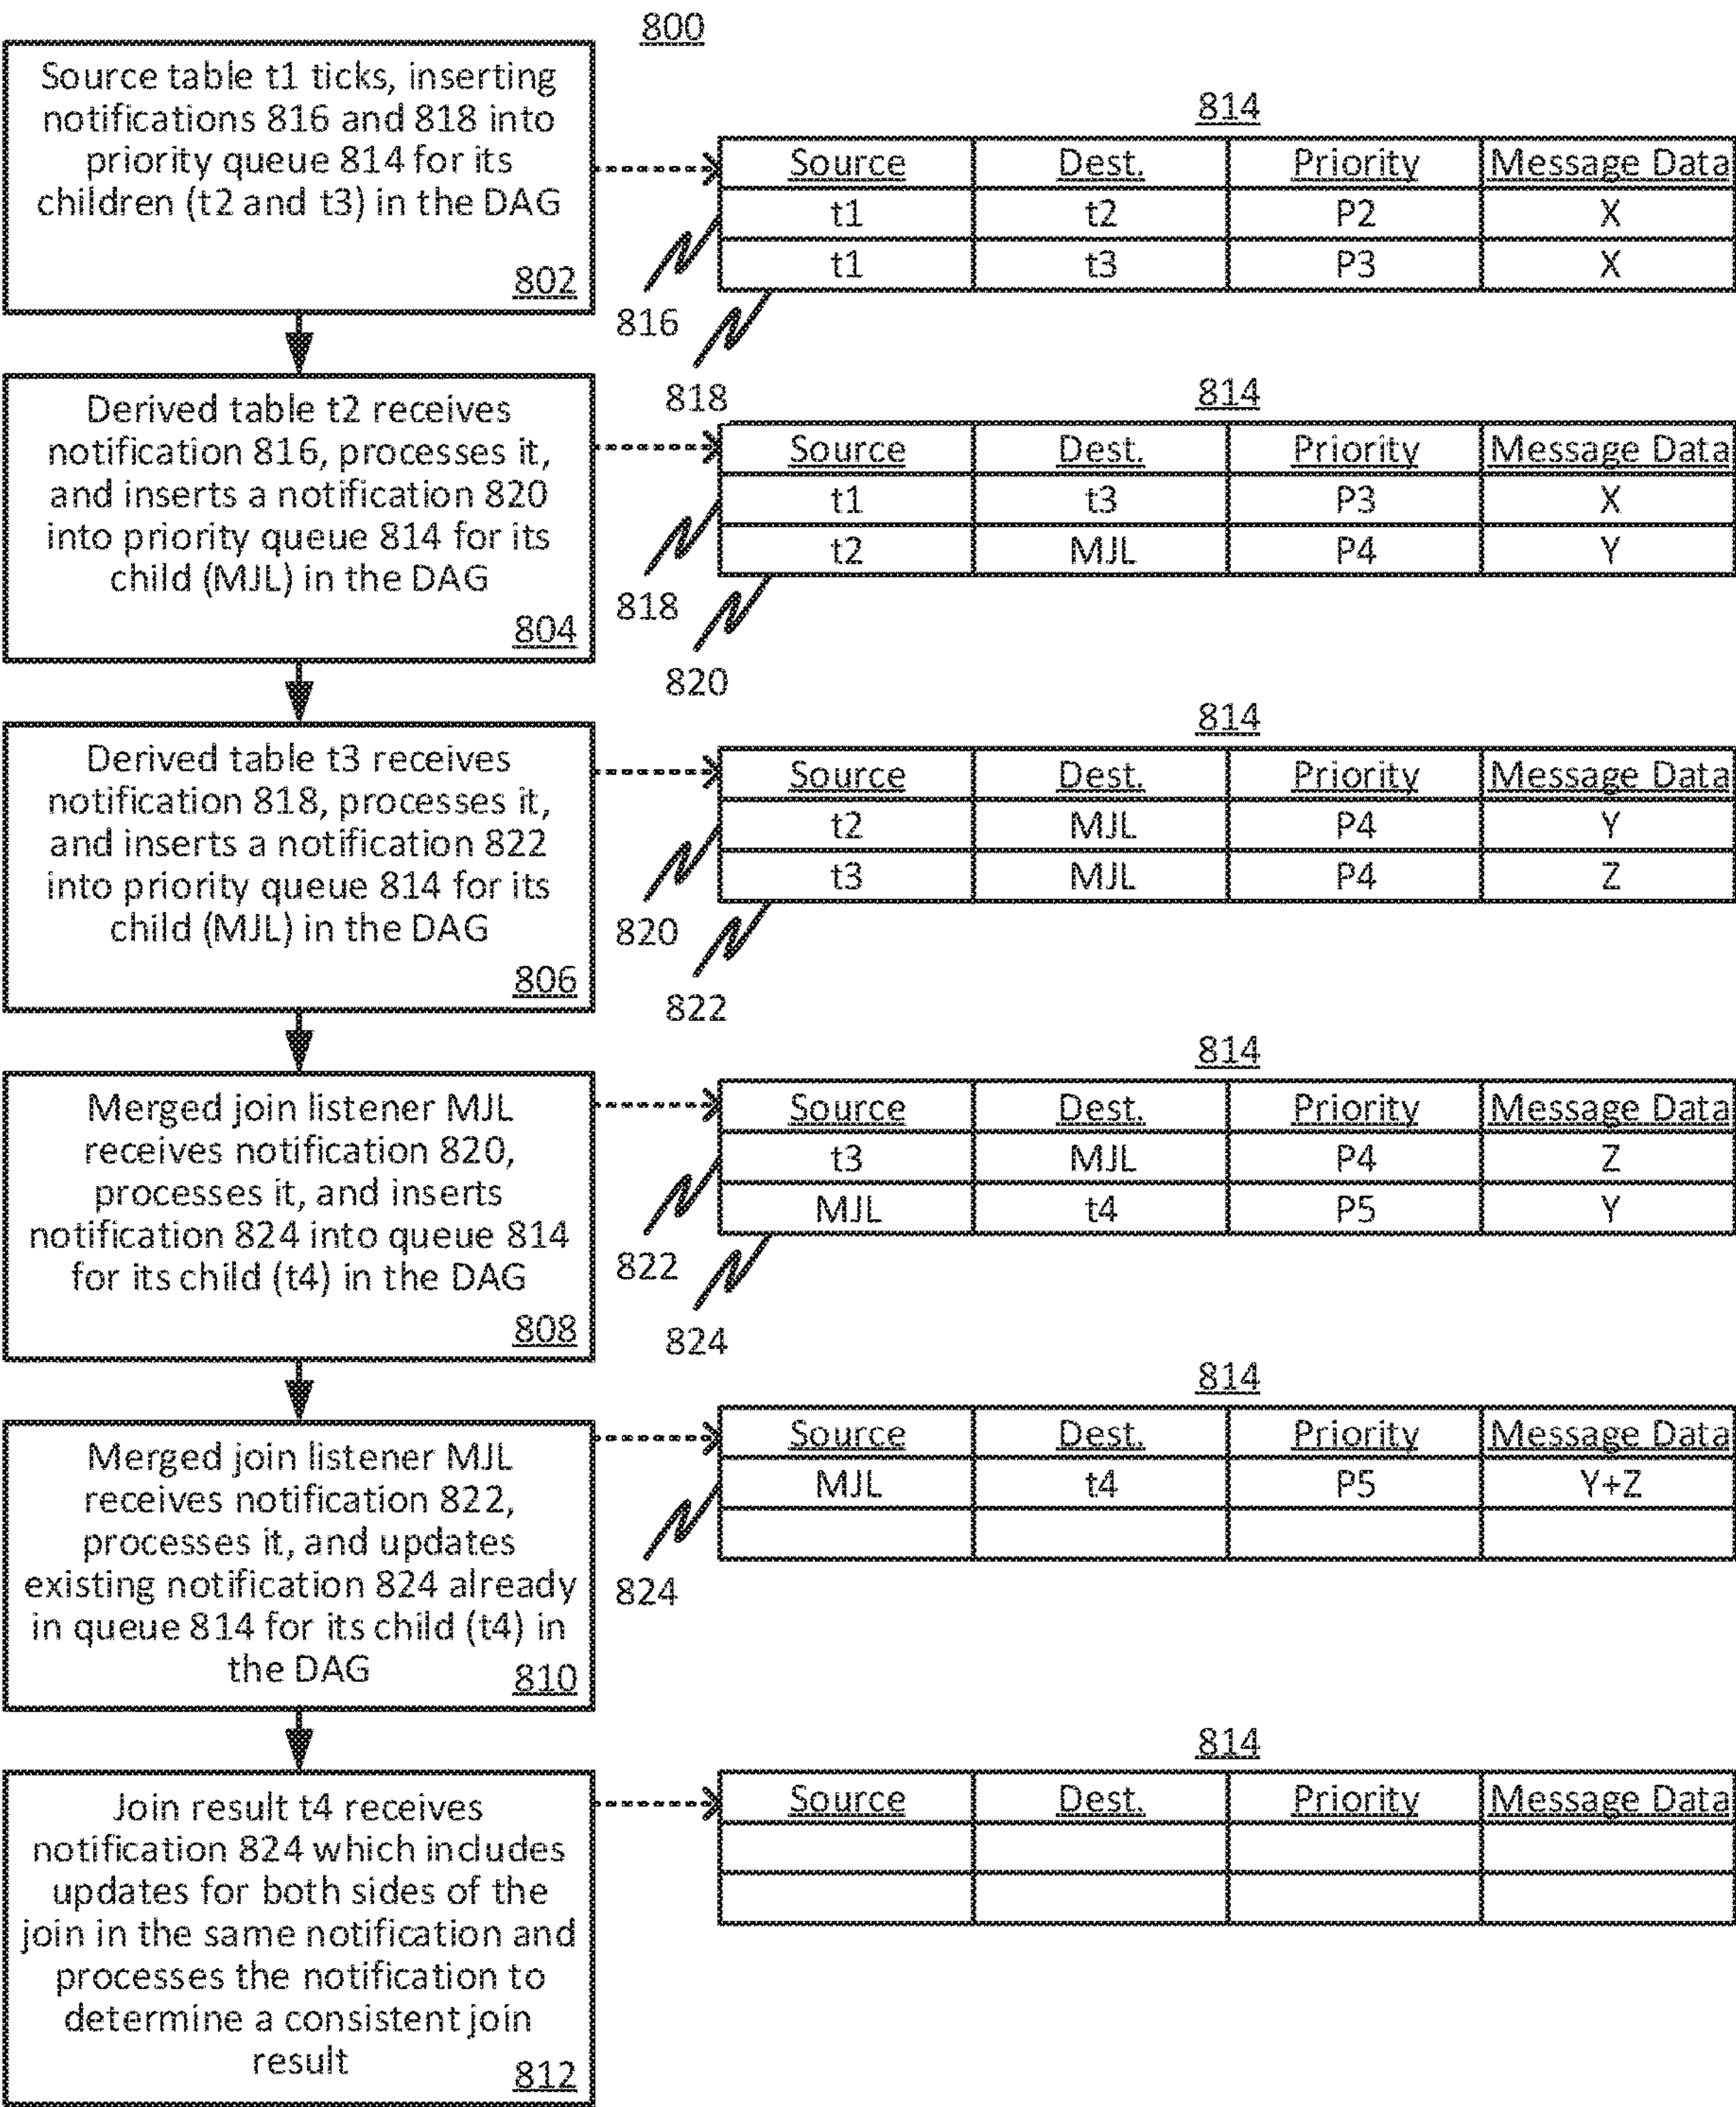 800
Source table t1 ticks, inserting
notifications 816 and 818 into
priority queue 814 for its
children (t2 and t3) in the DAG
802
814
Source Dest. Priority Message Data
t1 t2 P2 X
t1 t3 P3 X
816
818
Derived table t2 receives
notification 816, processes it,
and inserts a notification 820
into priority queue 814 for its
child (MJL) in the DAG
804
814
Source Dest. Priority Message Data
t1 t3 P3 X
t2 MJL P4 Y
818
820
Derived table t3 receives
notification 818, processes it,
and inserts a notification 822
into priority queue 814 for its
child (MJL) in the DAG
806
814
Source Dest. Priority Message Data
t2 MJL P4 Y
t3 MJL P4 Z
820
822
Merged join listener MJL
receives notification 820,
processes it, and inserts
notification 824 into queue 814
for its child (t4) in the DAG
808
814
Source Dest. Priority Message Data
t3 MJL P4 Z
MJL t4 P5 Y
822
824
Merged join listener MJL
receives notification 822,
processes it, and updates
existing notification 824 already
in queue 814 for its child (t4) in
the DAG
810
814
Source Dest. Priority Message Data
MJL t4 P5 Y+Z
824
Join result t4 receives
notification 824 which includes
updates for both sides of the
join in the same notification and
processes the notification to
determine a consistent join
result
812
814
Source Dest. Priority Message Data